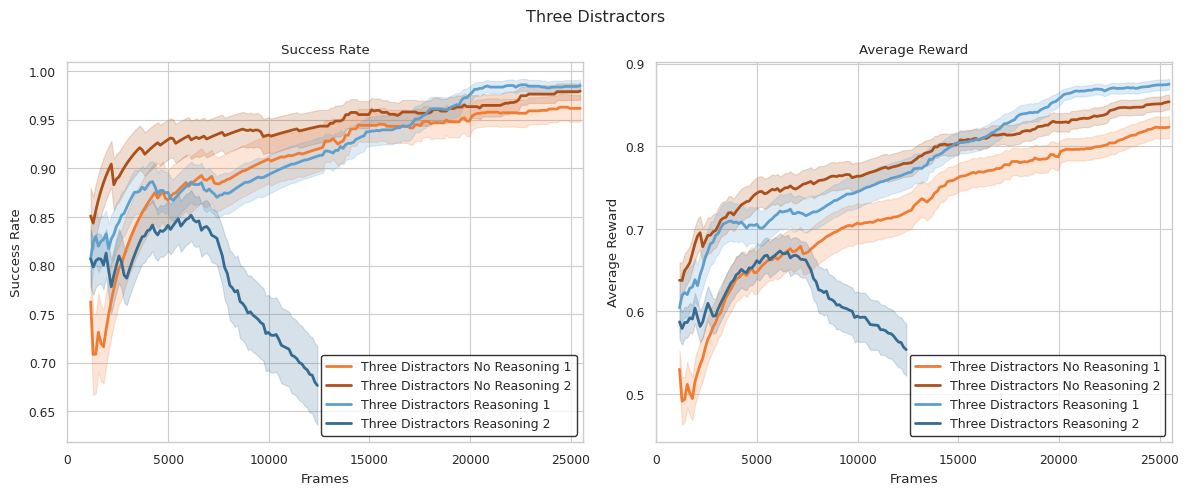 Three Distractors
Success Rate
Success Rate
1.00
0.95
0.90
0.85
0.80
0.75
0.70
0.65
0
5000
10000
15000
20000
25000
Frames
Three Distractors No Reasoning 1
Three Distractors No Reasoning 2
Three Distractors Reasoning 1
Three Distractors Reasoning 2
Average Reward
Average Reward
0.9
0.8
0.7
0.6
0.5
0
5000
10000
15000
20000
25000
Frames
Three Distractors No Reasoning 1
Three Distractors No Reasoning 2
Three Distractors Reasoning 1
Three Distractors Reasoning 2